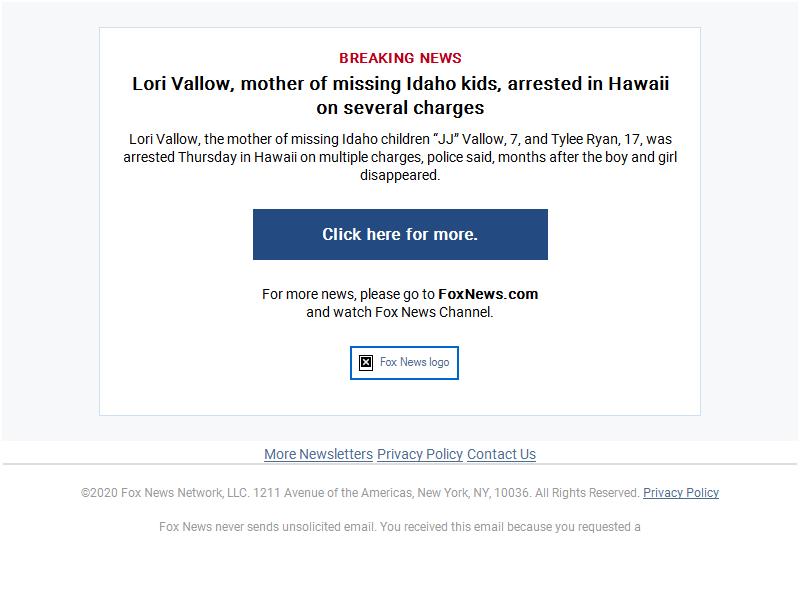 BREAKING NEWS
Lori Vallow, mother of missing Idaho kids, arrested in Hawaii
on several charges
Lori Vallow, the mother of missing Idaho children “JJ” Vallow, 7, and Tylee Ryan, 17, was
arrested Thursday in Hawaii on multiple charges, police said, months after the boy and girl
disappeared.
Click here for more.
For more news, please go to FoxNews.com
and watch Fox News Channel.
Fox News logo
More Newsletters Privacy Policy Contact Us
©2020 Fox News Network, LLC. 1211 Avenue of the Americas, New York, NY, 10036. All Rights Reserved. Privacy Policy
Fox News never sends unsolicited email. You received this email because you requested a